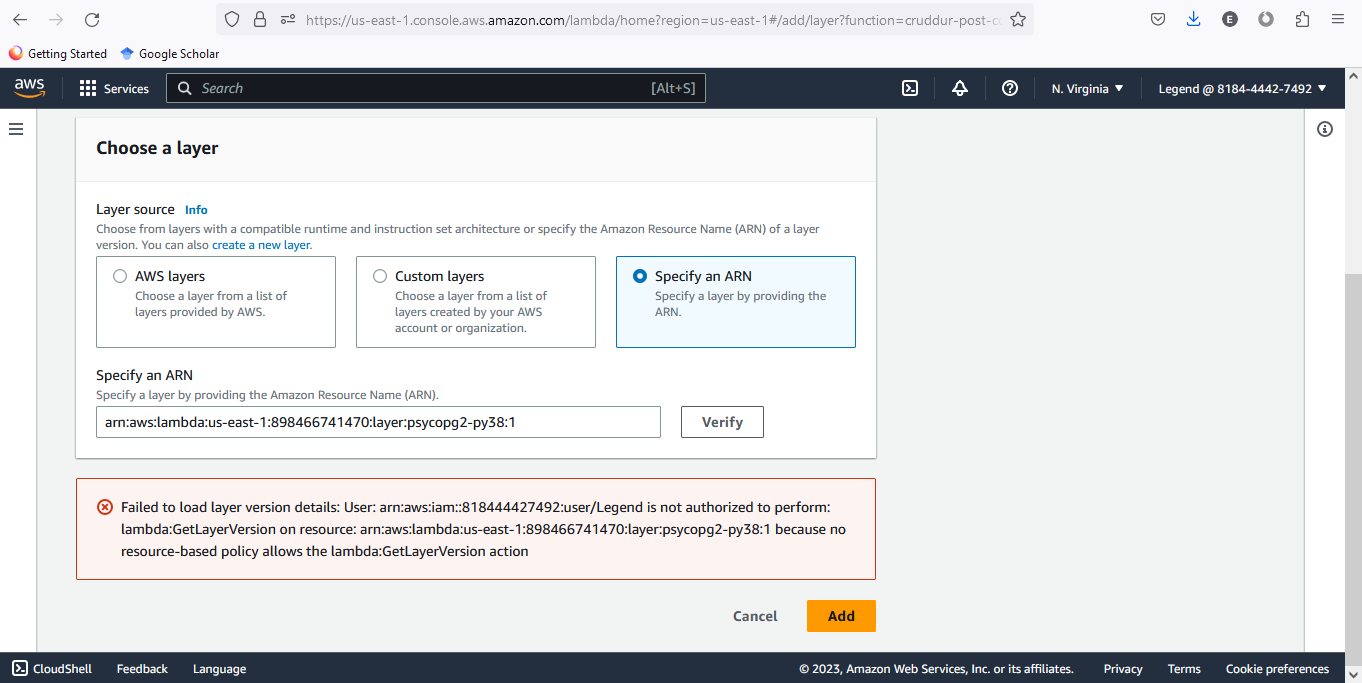 https://us-east-1.console.aws.amazon.com/lambda/home?region=us-east-1#/add/layer?function=cruddur-post-co
E
Getting Started
Google Scholar
aws
Services
Search
[Alt+S]
N. Virginia
Legend @ 8184-4442-7492
Choose a layer
Layer source Info
Choose from layers with a compatible runtime and instruction set architecture or specify the Amazon Resource Name (ARN) of a layer
version. You can also create a new layer.
AWS layers
Choose a layer from a list of
layers provided by AWS.
Custom layers
Choose a layer from a list of
layers created by your AWS
account or organization.
Specify an ARN
Specify a layer by providing the
ARN.
Specify an ARN
Specify a layer by providing the Amazon Resource Name (ARN).
arn:aws:lambda:us-east-1:898466741470:layer:psycopg2-py38:1
Verify
Failed to load layer version details: User: arn:aws:iam::818444427492:user/Legend is not authorized to perform:
lambda:GetLayerVersion on resource: arn:aws:lambda:us-east-1:898466741470:layer:psycopg2-py38:1 because no
resource-based policy allows the lambda:GetLayerVersion action
Cancel
Add
CloudShell
Feedback
Language
© 2023, Amazon Web Services, Inc. or its affiliates.
Privacy
Terms
Cookie preferences